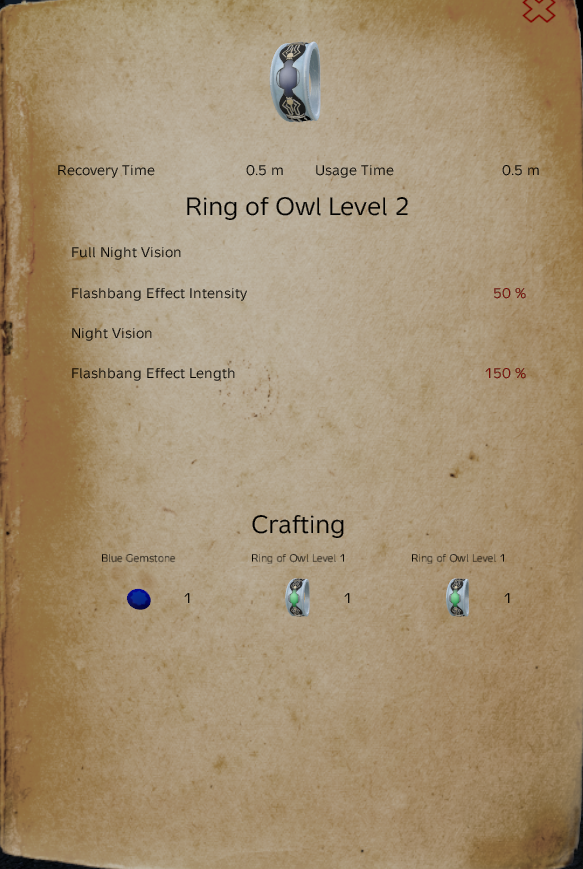 Recovery Time 0.5 m Usage Time 0.5 m
Ring of Owl Level 2
Full Night Vision
Flashbang Effect Intensity 50 %
Night Vision
Flashbang Effect Length 150 %
Crafting
Blue Gemstone Ring of Owl Level 1 Ring of Owl Level 1
1 1 1